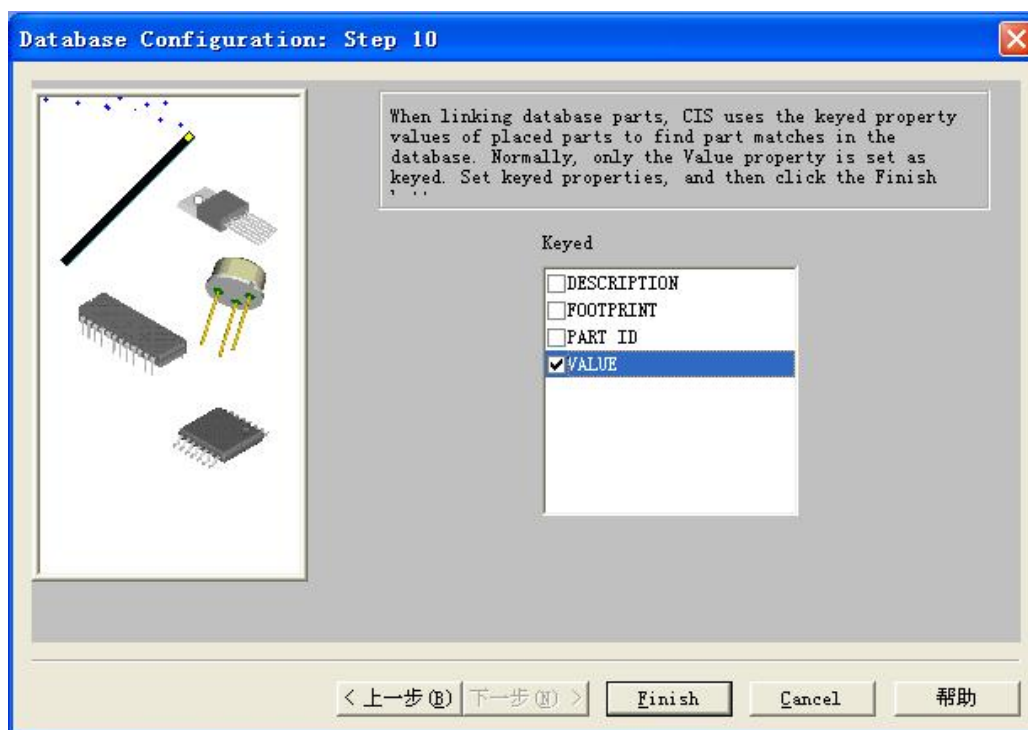 Database Configuration: Step 10
When linking database parts, CIS uses the keyed property
values of placed parts to find part matches in the
database. Normally, only the Value property is set as
keyed. Set keyed properties, and then click the Finish
Keyed
DESCRIPTION
FOOTPRINT
PART ID
VALUE
< 上一步(B) 下一步(N) > Finish Cancel 帮助